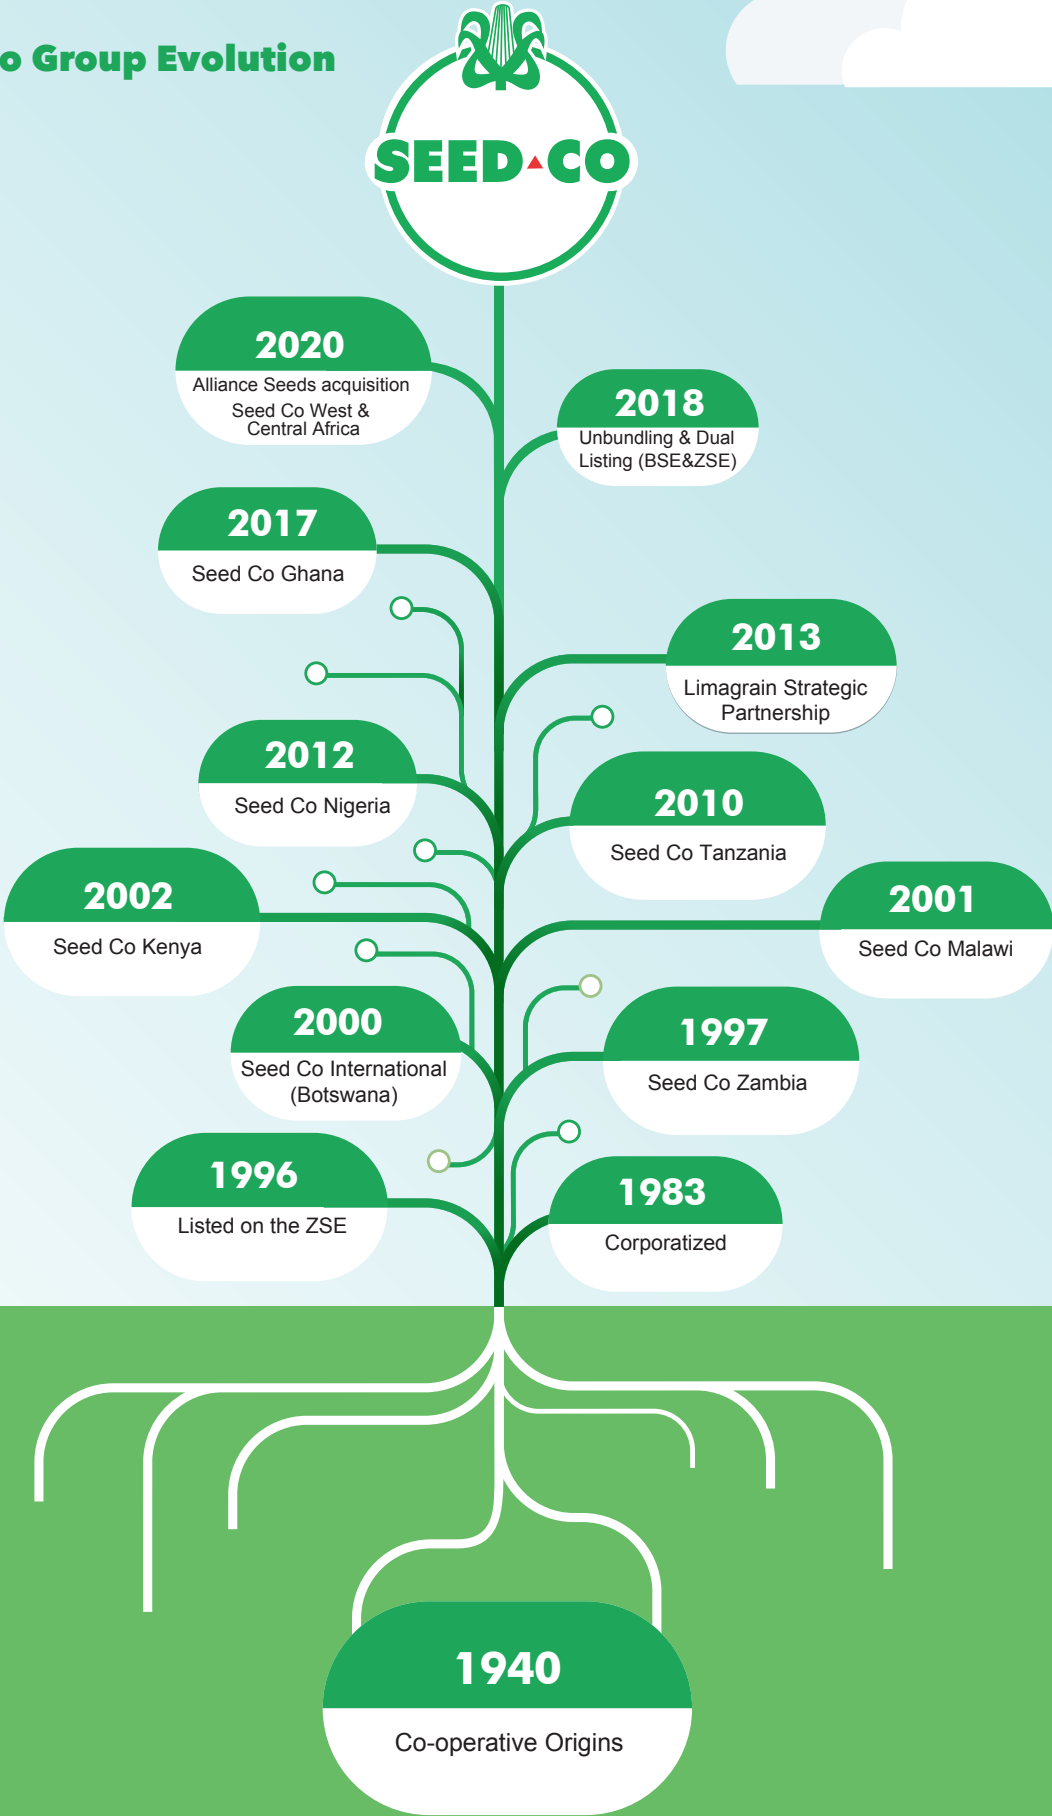 o Group Evolution
SEED CO
2020
Alliance Seeds acquisition
Seed Co West &
Central Africa
2018
Unbundling & Dual
Listing (BSE&ZSE)
2017
Seed Co Ghana
2013
Limagrain Strategic
Partnership
2012
Seed Co Nigeria
2010
Seed Co Tanzania
2002
Seed Co Kenya
2001
Seed Co Malawi
2000
Seed Co International
(Botswana)
1997
Seed Co Zambia
1996
Listed on the ZSE
1983
Corporatized
1940
Co-operative Origins